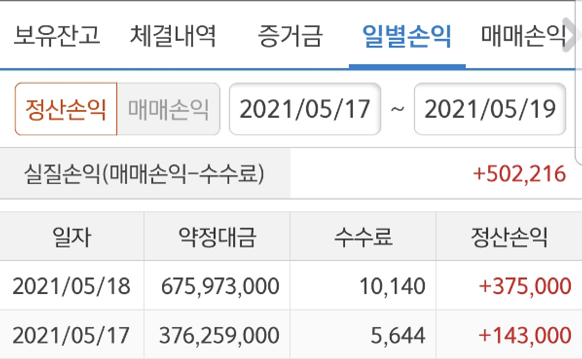 보유잔고 체결내역 증거금 일별손익 매매손익
정산손익 매매손익 2021/05/17 ~ 2021/05/19
실질손익(매매손익-수수료) +502,216
일자 약정대금 수수료 정산손익
2021/05/18 675,973,000 10,140 +375,000
2021/05/17 376,259,000 5,644 +143,000